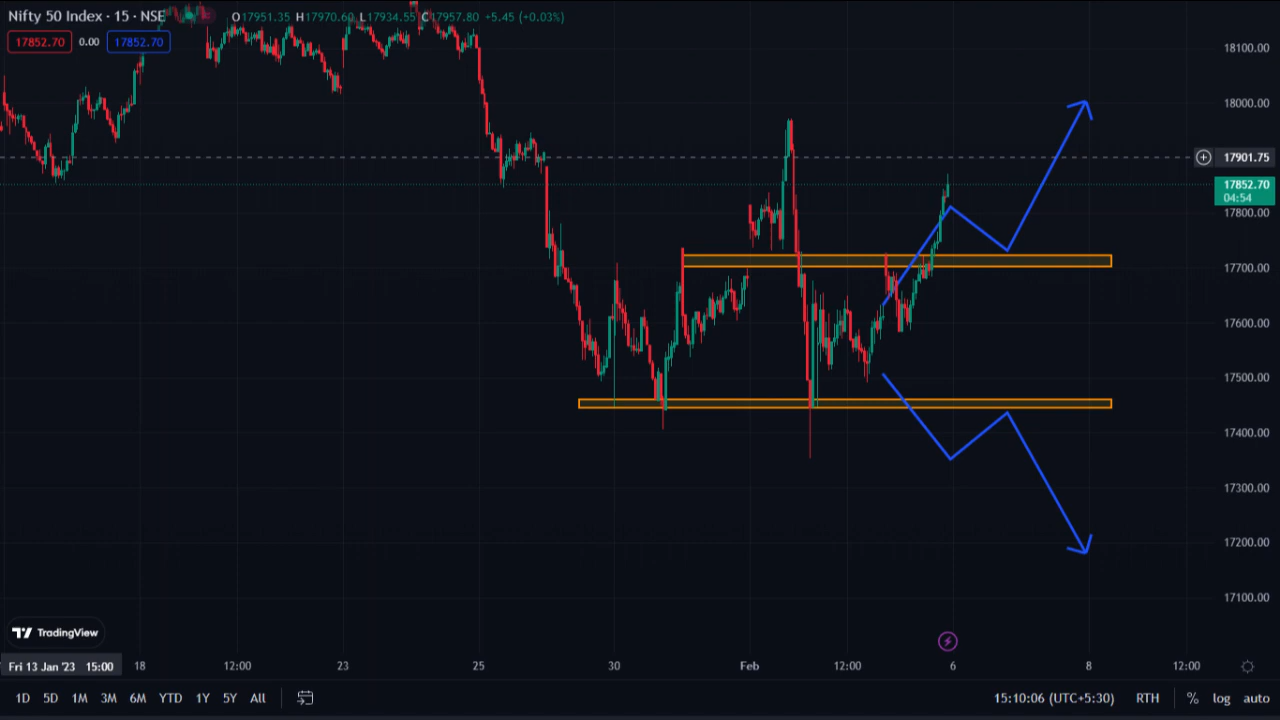 Nifty 50 Index · 15 · NSE
O17951.35 H17970.60 L17934.55 C17957.80 +5.45 (+0.03%)
17852.70 0.00 17852.70
18100.00
18000.00
17901.75
17852.70
04:54
17800.00
17700.00
17600.00
17500.00
17400.00
17300.00
17200.00
17100.00
TradingView
Fri 13 Jan '23 15:00 18 12:00 23 25 30 Feb 12:00 6 8 12:00
1D 5D 1M 3M 6M YTD 1Y 5Y All 15:10:06 (UTC+5:30) RTH % log auto